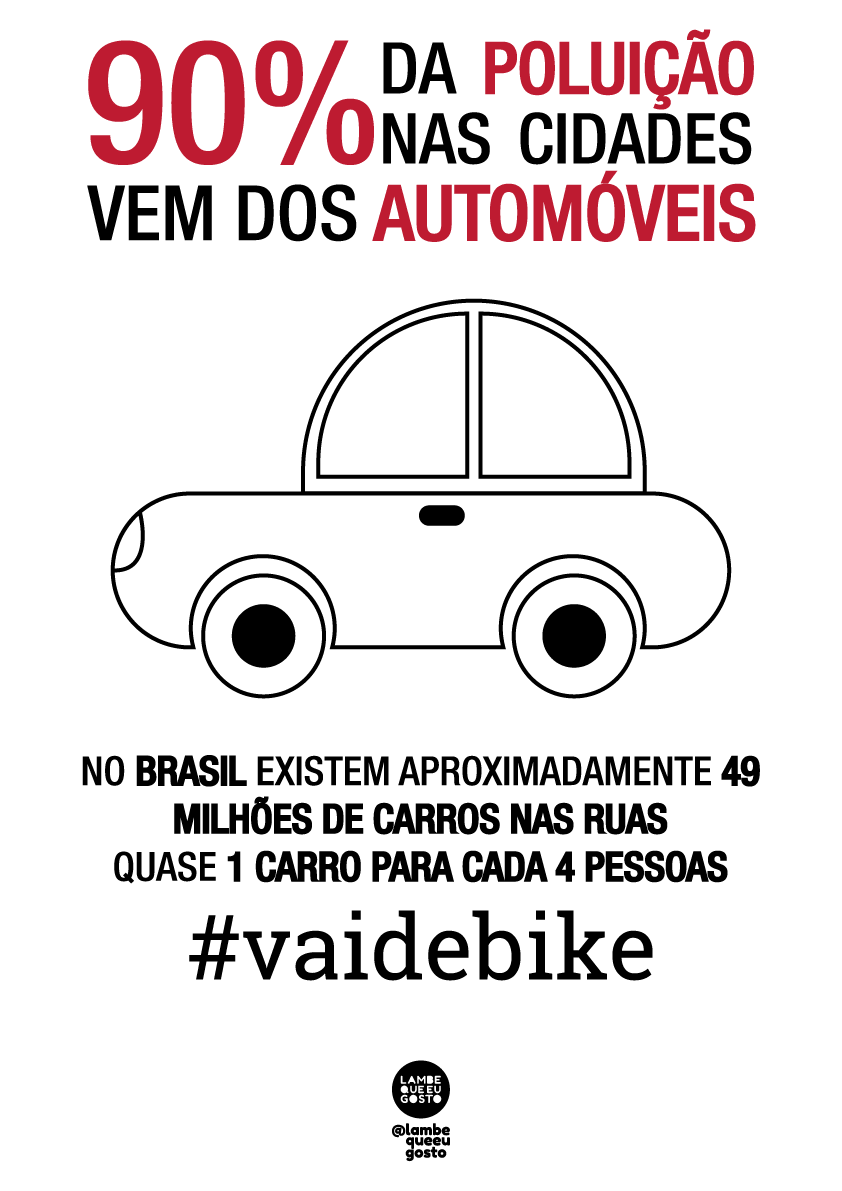 90% DA POLUIÇÃO
NAS CIDADES
VEM DOS AUTOMÓVEIS
NO BRASIL EXISTEM APROXIMADAMENTE 49
MILHÕES DE CARROS NAS RUAS
QUASE 1 CARRO PARA CADA 4 PESSOAS
#vaidebike
LAMBE
QUE EU
GOSTO
@lambe
queeu
gosto